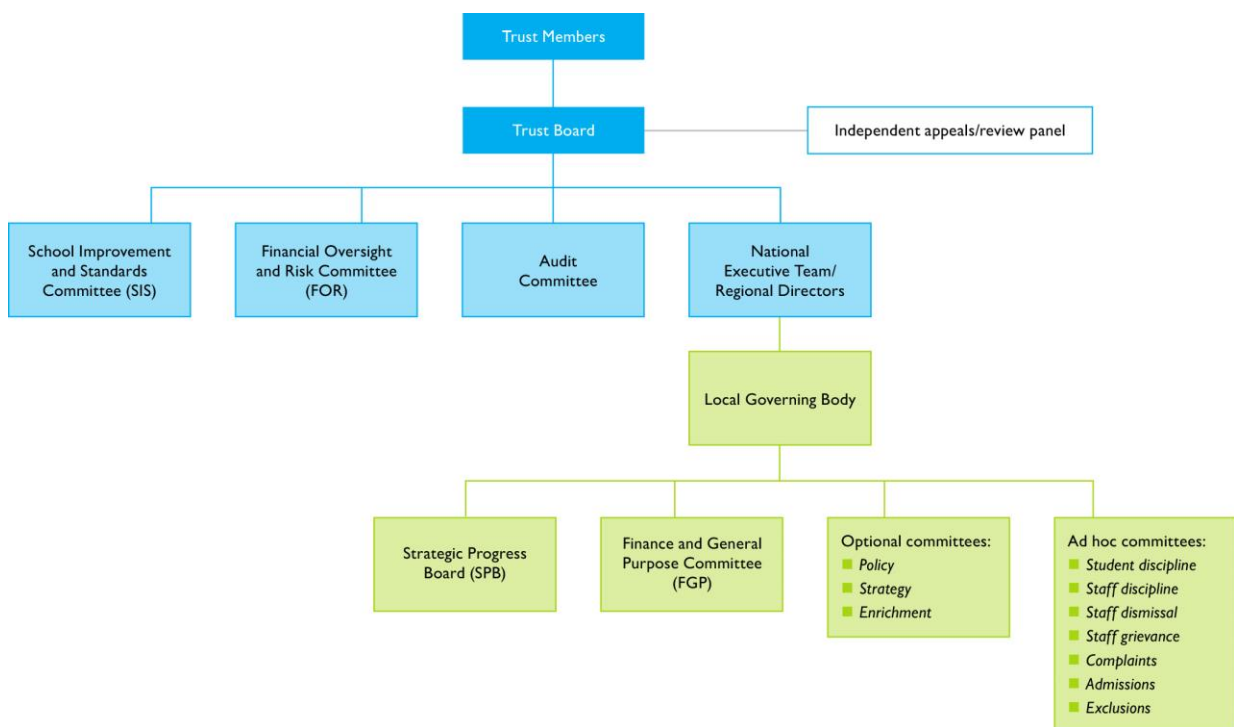 Trust Members
Trust Board
Independent appeals/review panel
School Improvement
and Standards
Committee (SIS)
Financial Oversight
and Risk Committee
(FOR)
Audit
Committee
National
Executive Team/
Regional Directors
Local Governing Body
Strategic Progress
Board (SPB)
Finance and General
Purpose Committee
(FGP)
Optional committees:
Policy
Strategy
Enrichment
Ad hoc committees:
Student discipline
Staff discipline
Staff dismissal
Staff grievance
Complaints
Admissions
Exclusions